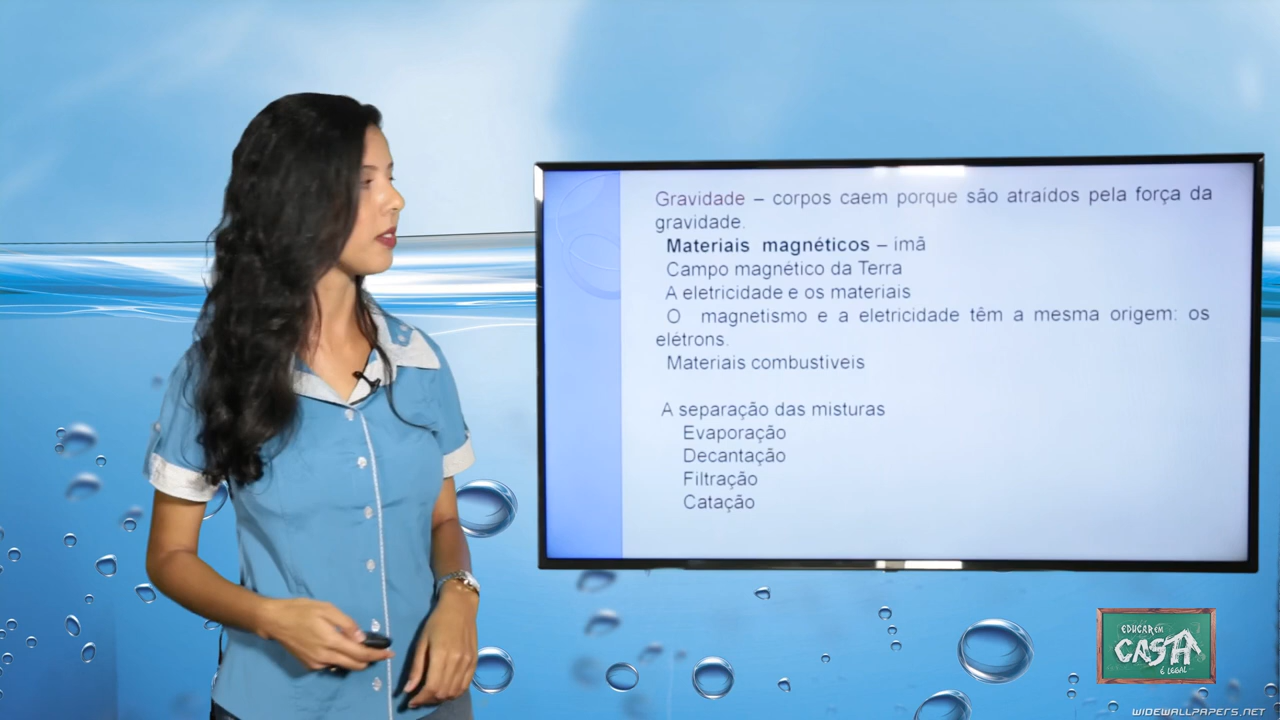 Gravidade – corpos caem porque são atraídos pela força da
gravidade.
Materiais magnéticos – imã
Campo magnético da Terra
A eletricidade e os materiais
O magnetismo e a eletricidade têm a mesma origem: os
elétrons.
Materiais combustíveis
A separação das misturas
Evaporação
Decantação
Filtração
Catação
EDUCAR EM
CASA
É LEGAL
WIDEWALLPAPERS.NET